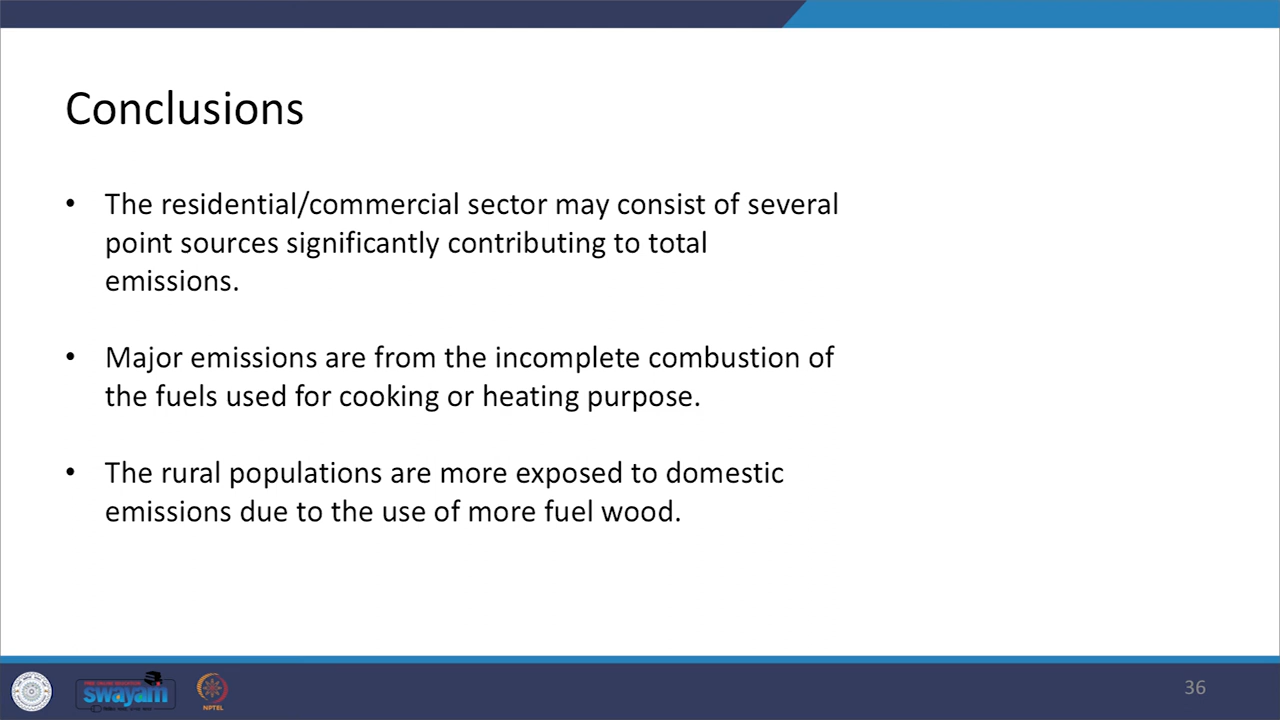 Conclusions
• The residential/commercial sector may consist of several
point sources significantly contributing to total
emissions.
• Major emissions are from the incomplete combustion of
the fuels used for cooking or heating purpose.
• The rural populations are more exposed to domestic
emissions due to the use of more fuel wood.
swayam
NPTEL
36